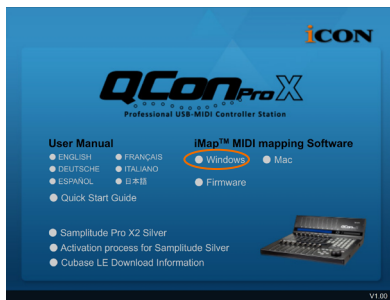 iCON
QCon Pro X
Professional USB-MIDI Controller Station
User Manual
ENGLISH
FRANÇAIS
DEUTSCHE
ITALIANO
ESPAÑOL
日本語
Quick Start Guide
iMap™ MIDI mapping Software
Windows
Mac
Firmware
Samplitude Pro X2 Silver
Activation process for Samplitude Silver
Cubase LE Download Information
V1.00